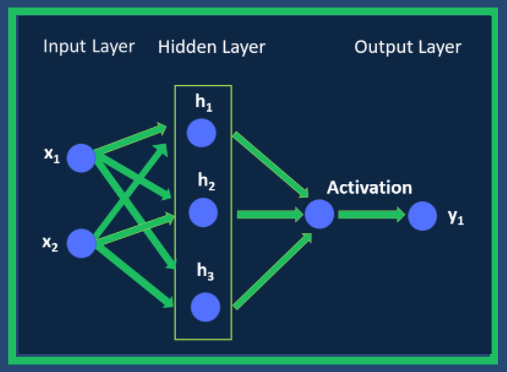 Input Layer Hidden Layer Output Layer
h₁
x₁
h₂
Activation
y₁
x₂
h₃